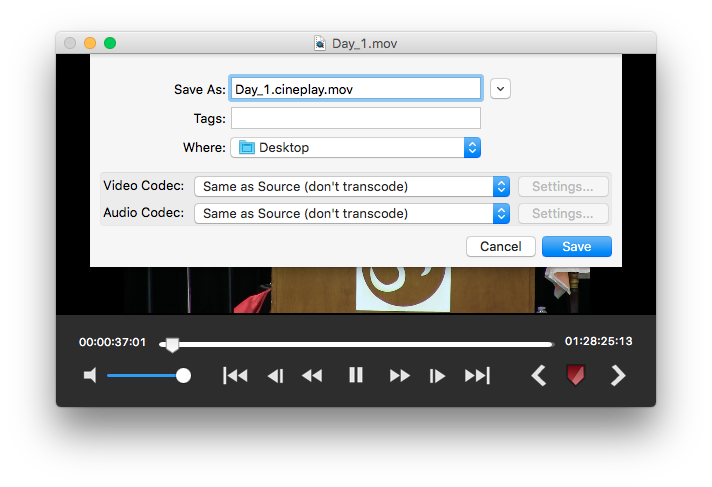 Day_1.mov
Save As: Day_1.cineplay.mov
Tags:
Where: Desktop
Video Codec: Same as Source (don't transcode) Settings...
Audio Codec: Same as Source (don't transcode) Settings...
Cancel Save
00:00:37:01 01:28:25:13